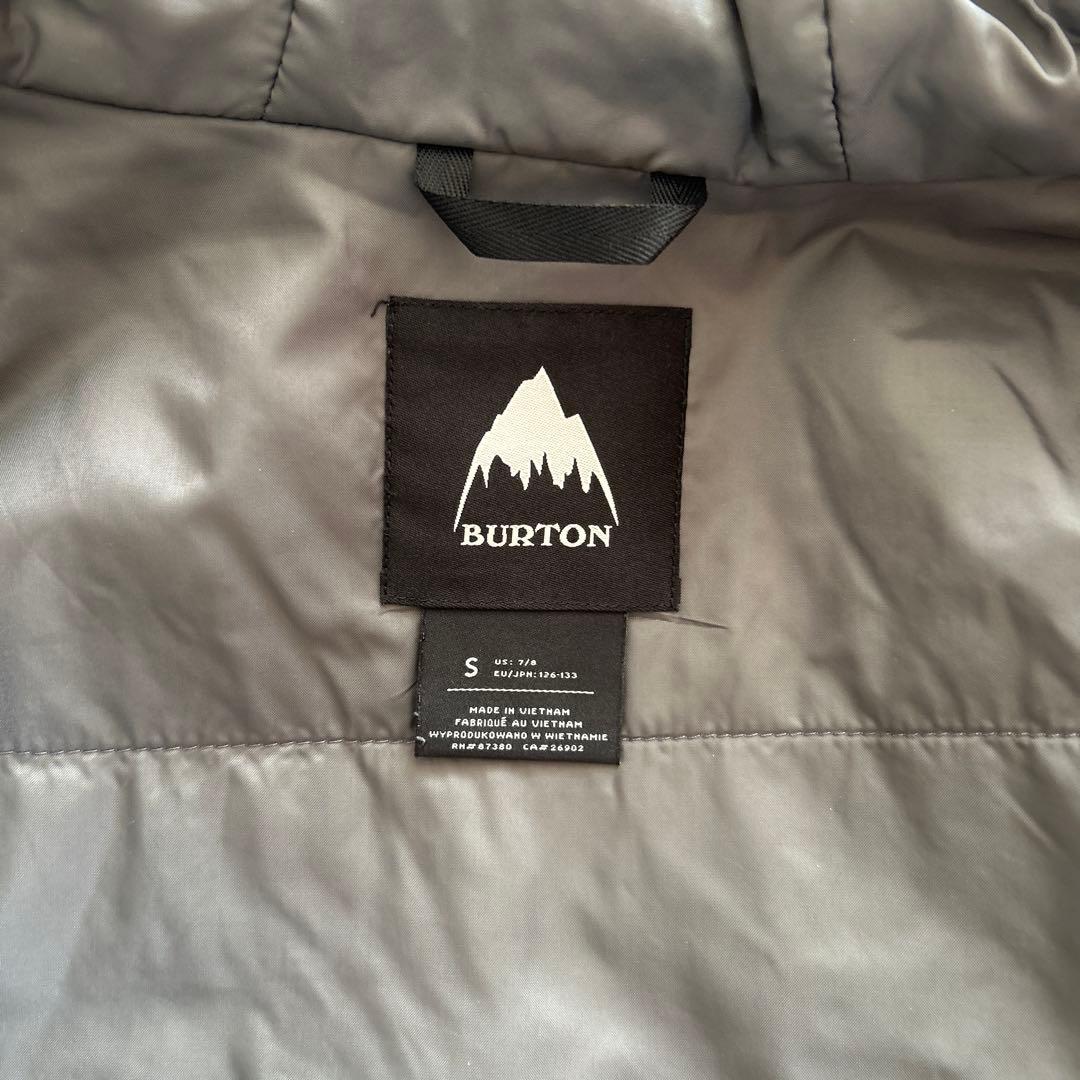 BURTON
S
US: 7/8
EU/JPN: 126-133
MADE IN VIETNAM
FABRIQUÉ AU VIETNAM
WYPRODUKOWANO W WIETNAMIE
RN# 87380 CA# 26902